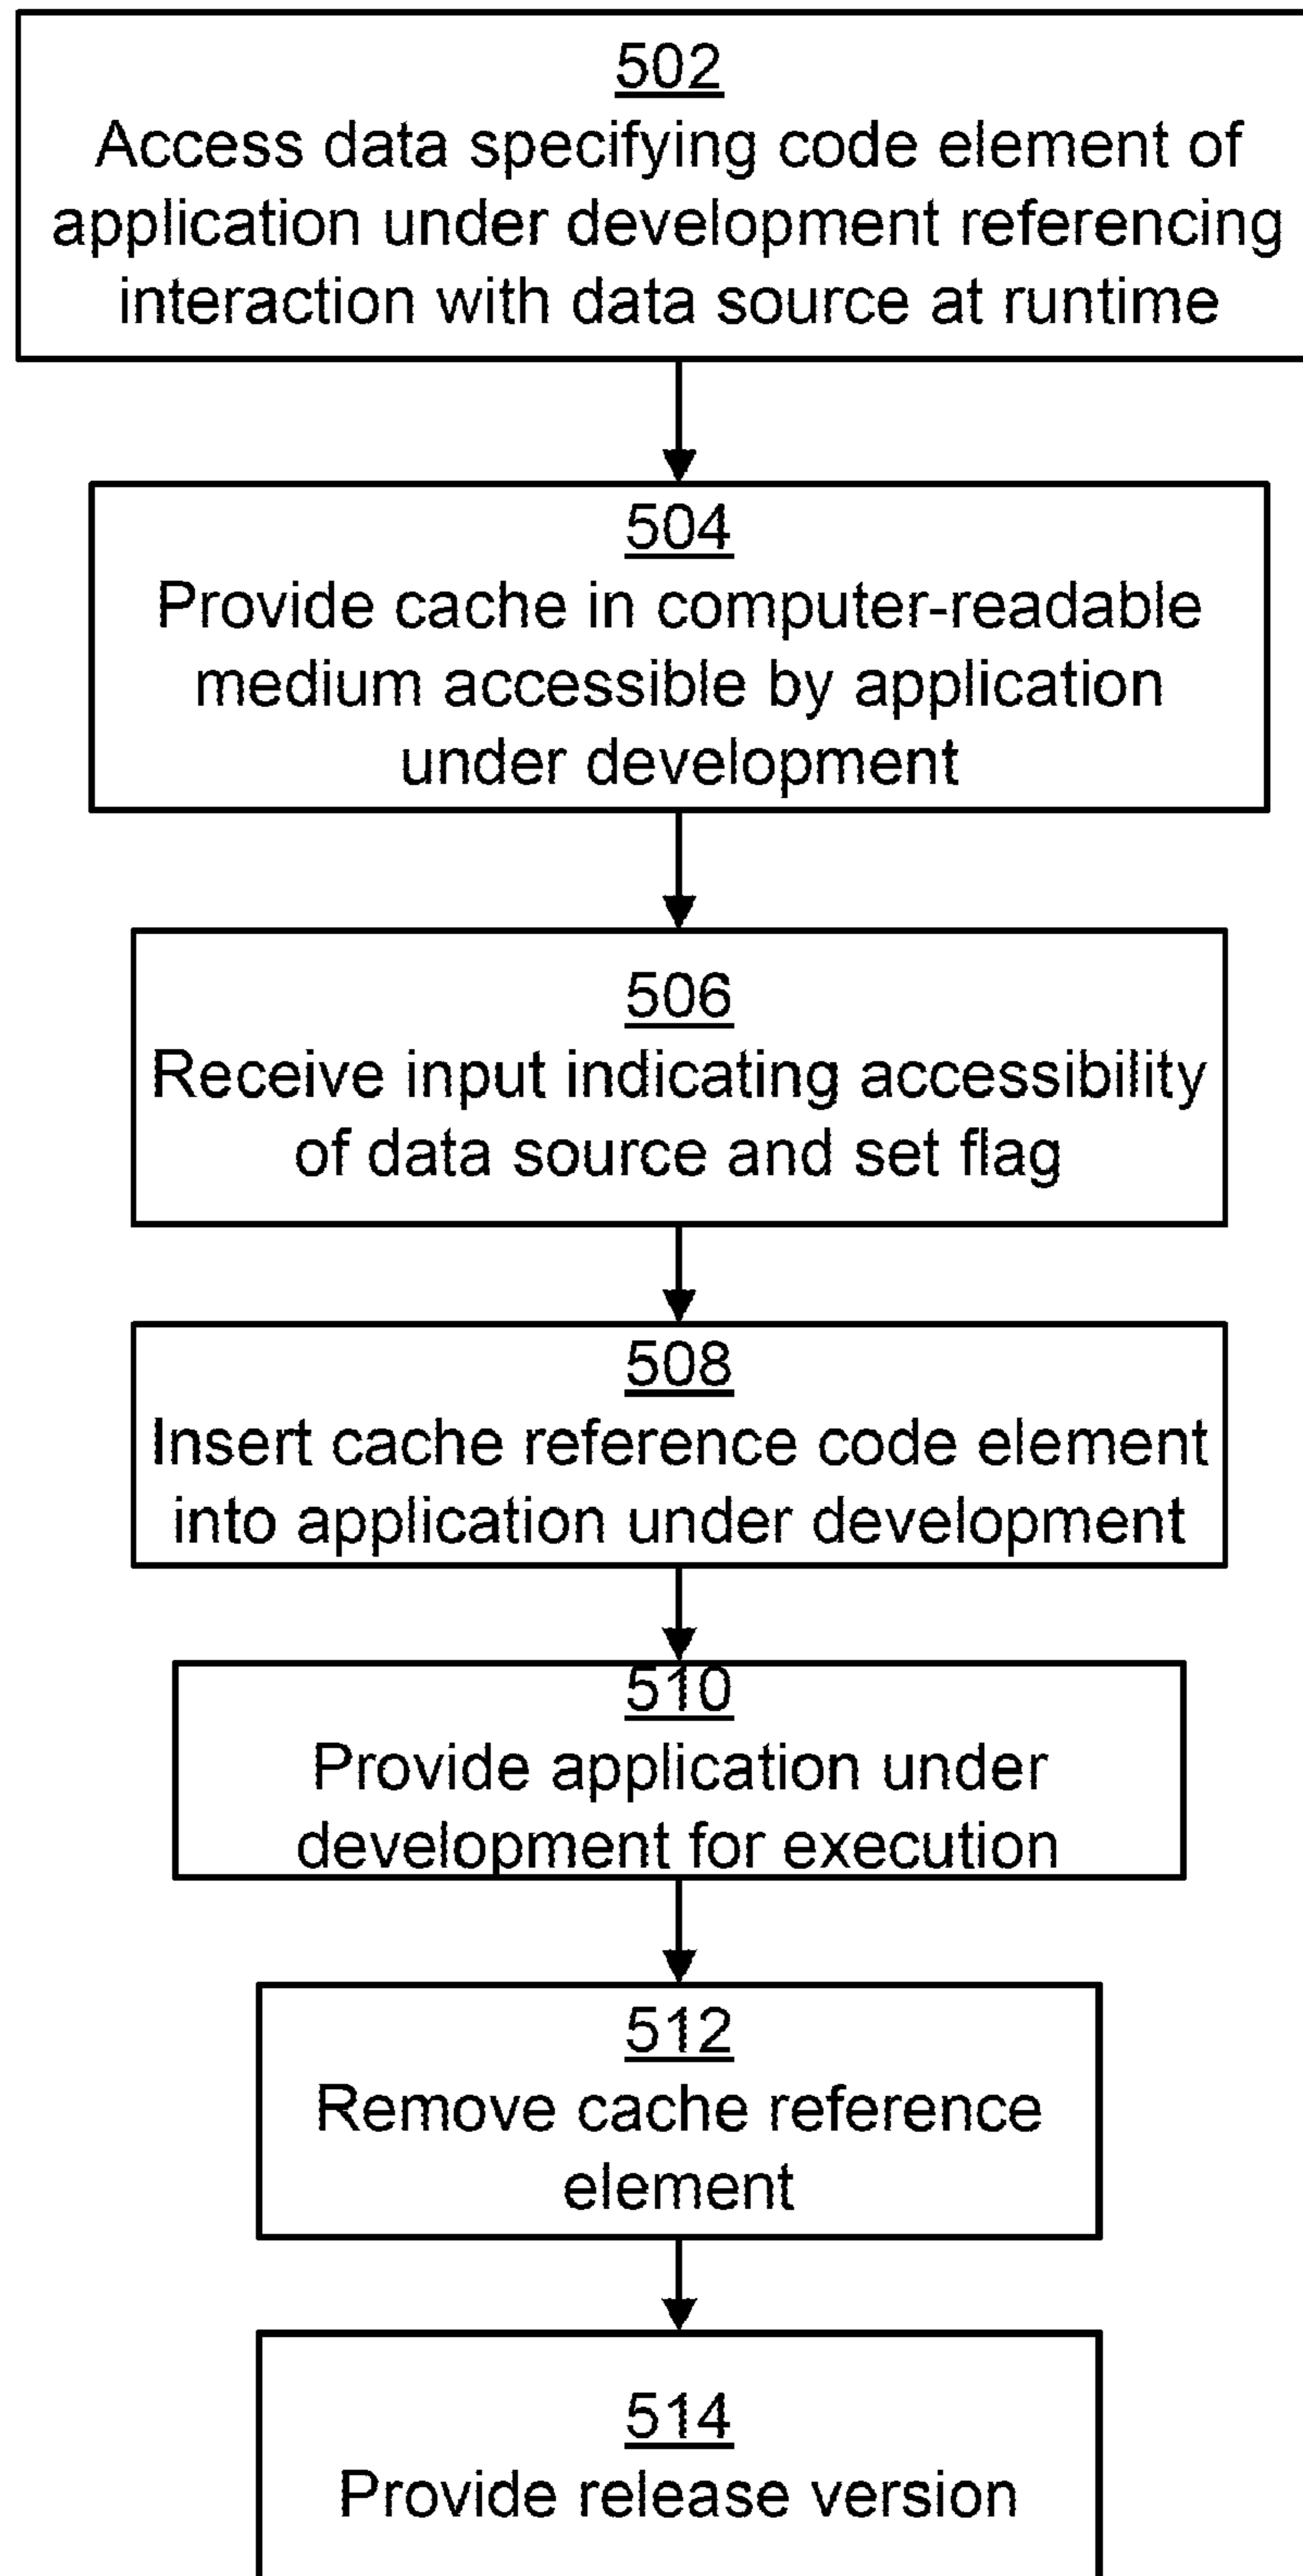 502
Access data specifying code element of
application under development referencing
interaction with data source at runtime
504
Provide cache in computer-readable
medium accessible by application
under development
506
Receive input indicating accessibility
of data source and set flag
508
Insert cache reference code element
into application under development
510
Provide application under
development for execution
512
Remove cache reference
element
514
Provide release version